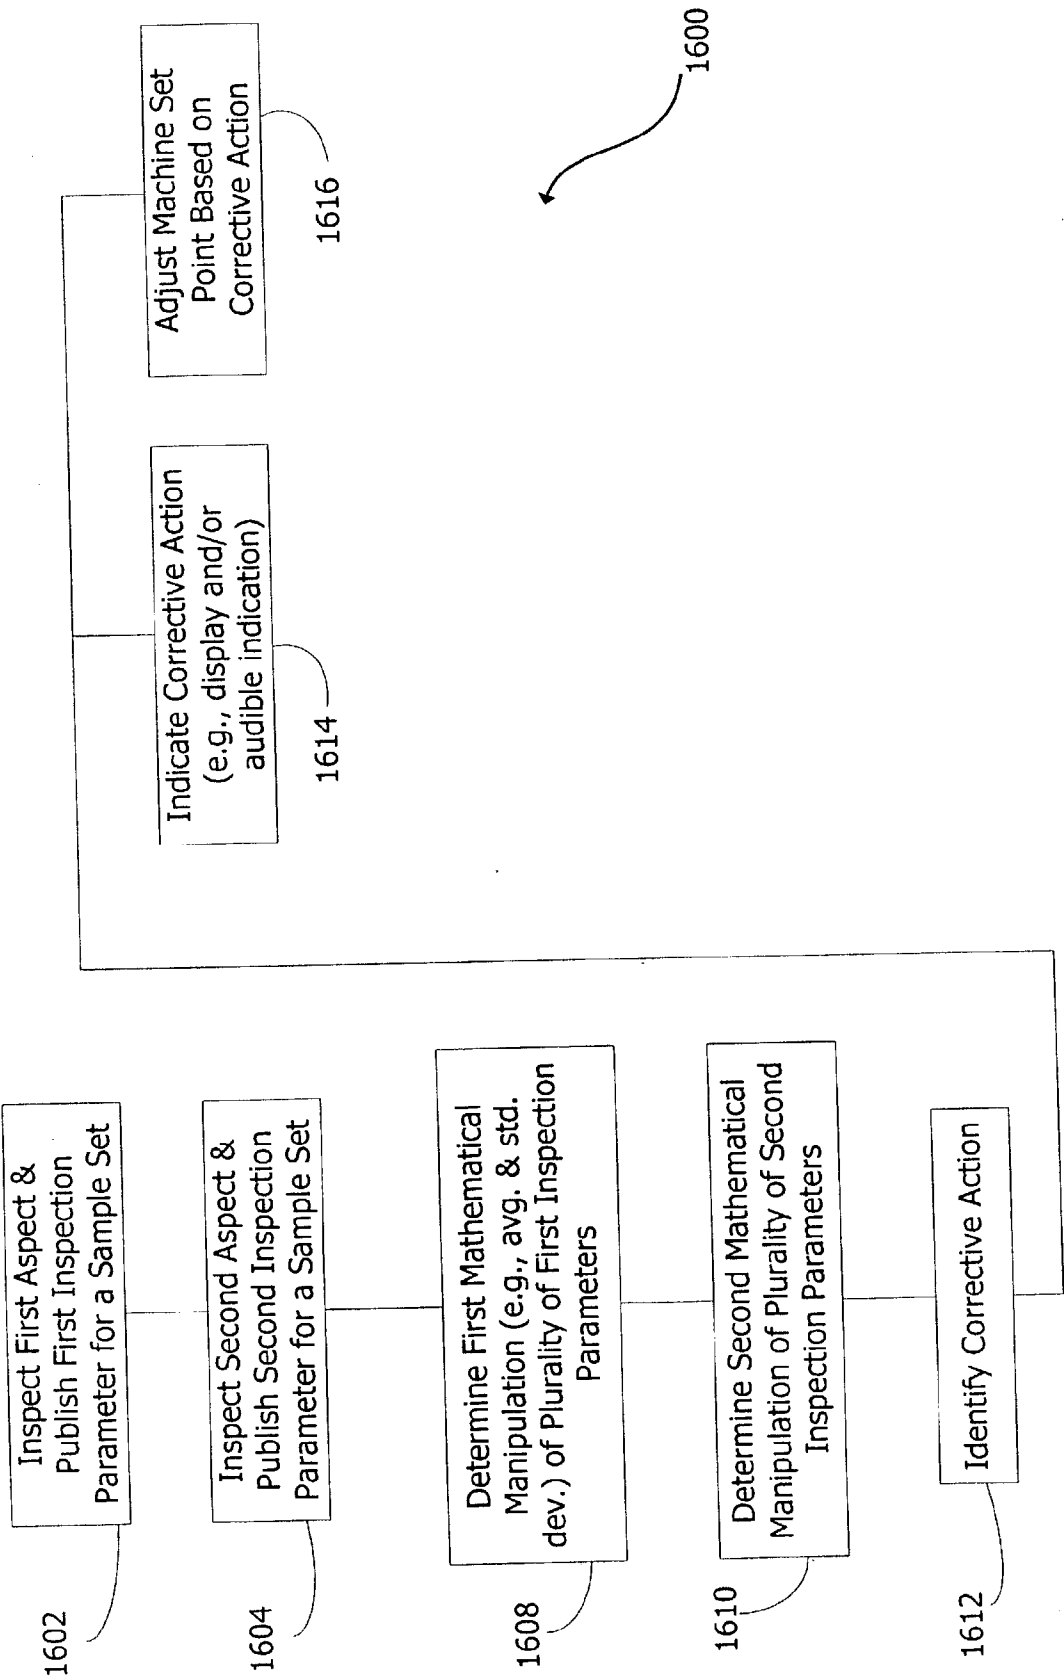 1602
Inspect First Aspect &
Publish First Inspection
Parameter for a Sample Set
1604
Inspect Second Aspect &
Publish Second Inspection
Parameter for a Sample Set
1608
Determine First Mathematical
Manipulation (e.g., avg. & std.
dev.) of Plurality of First Inspection
Parameters
1610
Determine Second Mathematical
Manipulation of Plurality of Second
Inspection Parameters
1612
Identify Corrective Action
Indicate Corrective Action
(e.g., display and/or
audible indication)
1614
Adjust Machine Set
Point Based on
Corrective Action
1616
1600